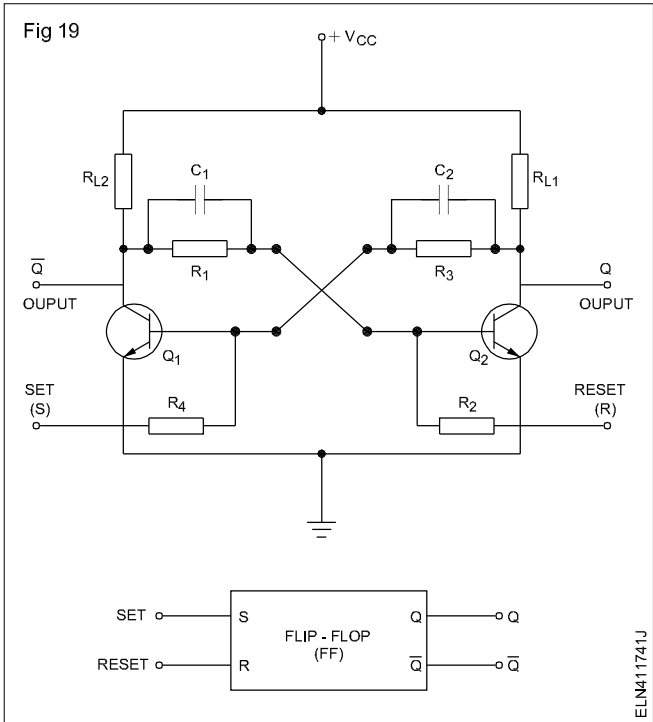 Fig 19
+ VCC
RL2
C1
C2
RL1
R1
R3
Q̅
OUPUT
Q
OUPUT
Q1
Q2
SET
(S)
R4
R2
RESET
(R)
SET
S
Q
Q
FLIP - FLOP
(FF)
RESET
R
Q̅
Q̅
ELN411741J